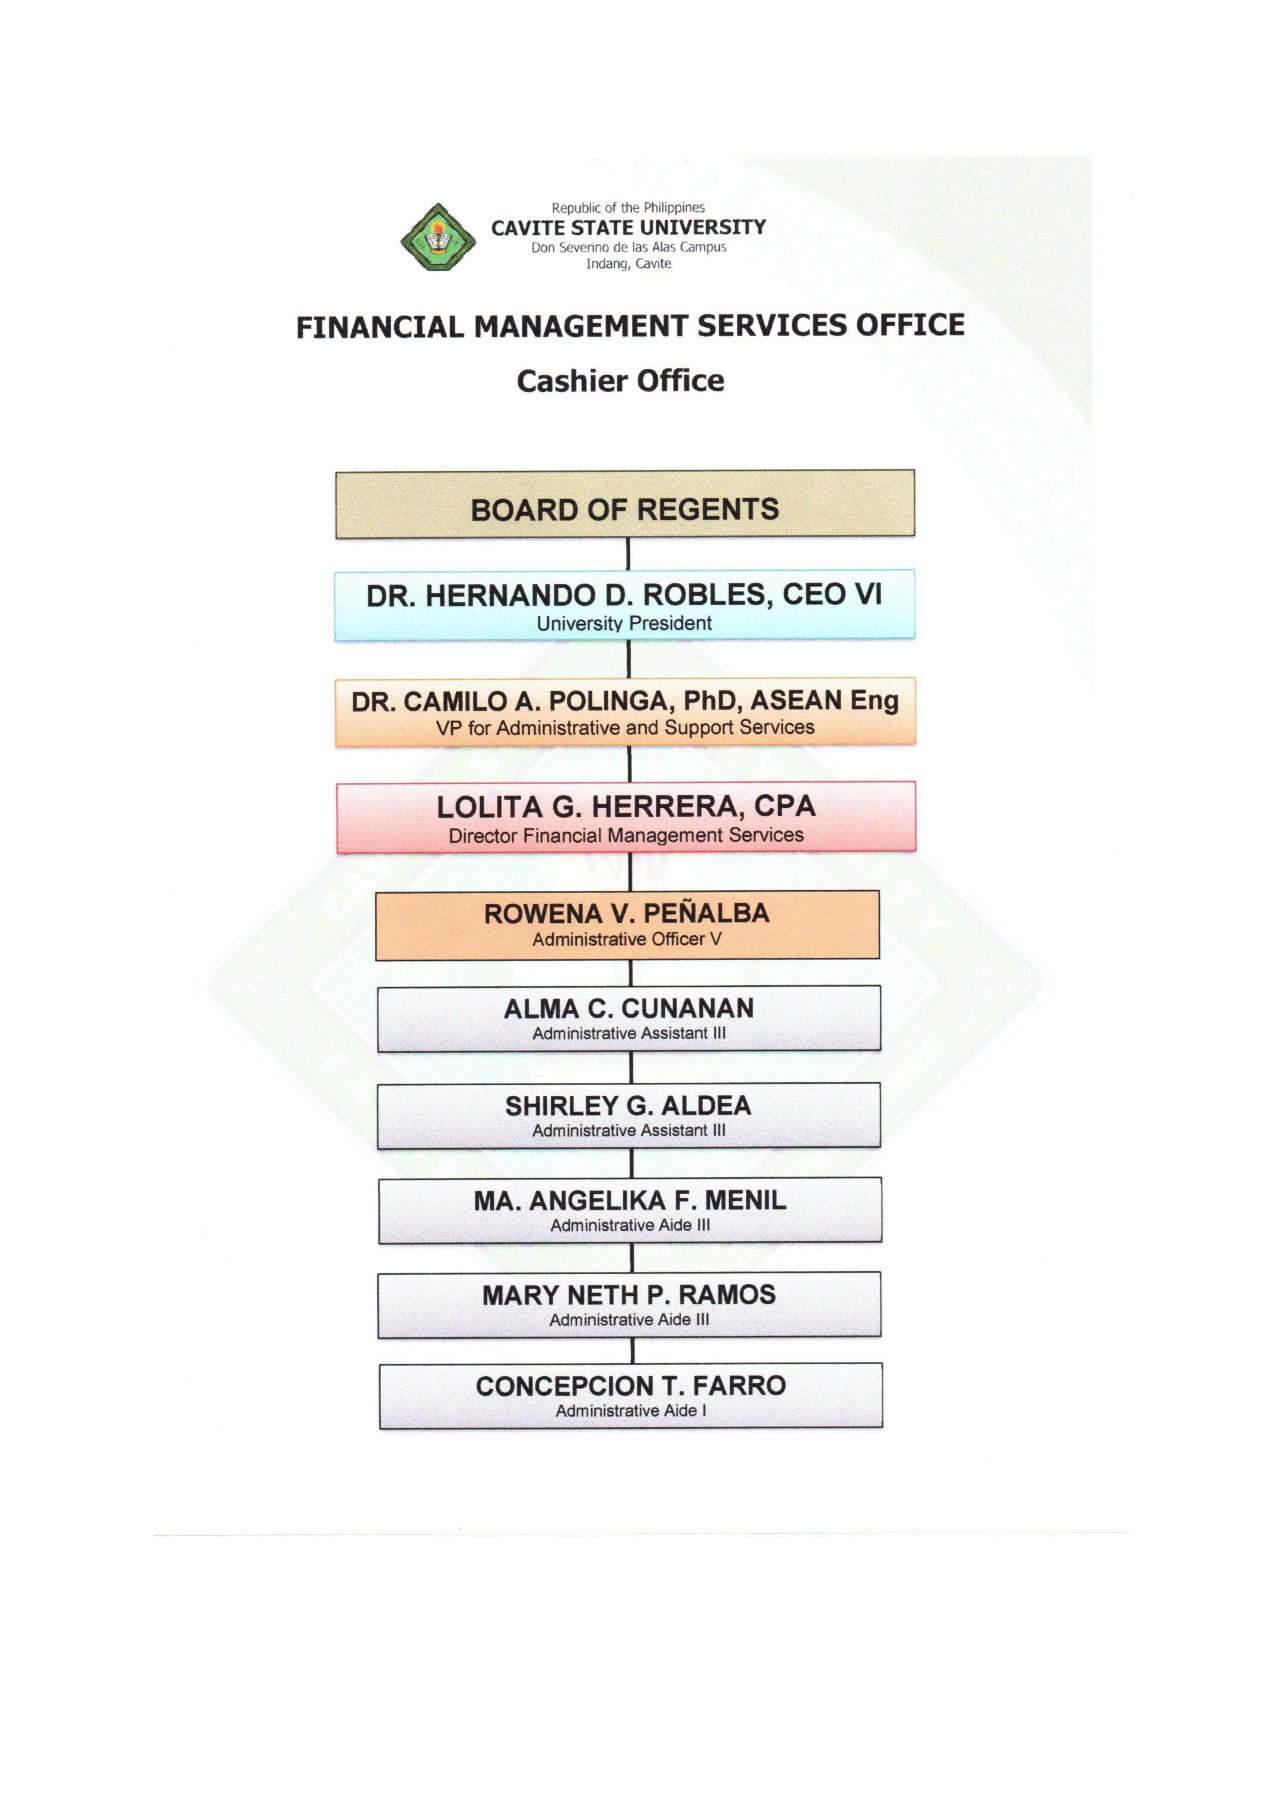 Republic of the Philippines
CAVITE STATE UNIVERSITY
Don Severino de las Alas Campus
Indang, Cavite
FINANCIAL MANAGEMENT SERVICES OFFICE
Cashier Office
BOARD OF REGENTS
DR. HERNANDO D. ROBLES, CEO VI
University President
DR. CAMILO A. POLINGA, PhD, ASEAN Eng
VP for Administrative and Support Services
LOLITA G. HERRERA, CPA
Director Financial Management Services
ROWENA V. PEÑALBA
Administrative Officer V
ALMA C. CUNANAN
Administrative Assistant III
SHIRLEY G. ALDEA
Administrative Assistant III
MA. ANGELIKA F. MENIL
Administrative Aide III
MARY NETH P. RAMOS
Administrative Aide III
CONCEPCION T. FARRO
Administrative Aide I